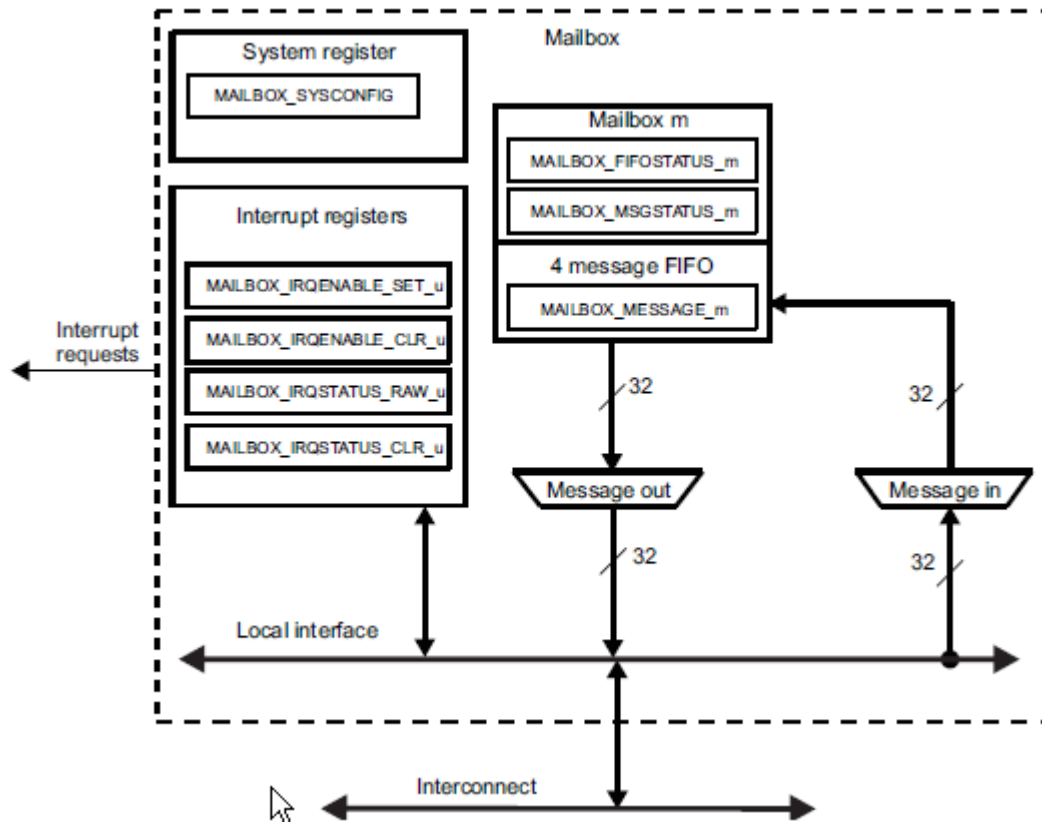 Mailbox
System register
MAILBOX_SYSCONFIG
Mailbox m
MAILBOX_FIFOSTATUS_m
MAILBOX_MSGSTATUS_m
4 message FIFO
MAILBOX_MESSAGE_m
Interrupt registers
MAILBOX_IRQENABLE_SET_u
MAILBOX_IRQENABLE_CLR_u
MAILBOX_IRQSTATUS_RAW_u
MAILBOX_IRQSTATUS_CLR_u
Interrupt
requests
32
32
Message out
Message in
32
32
Local interface
Interconnect